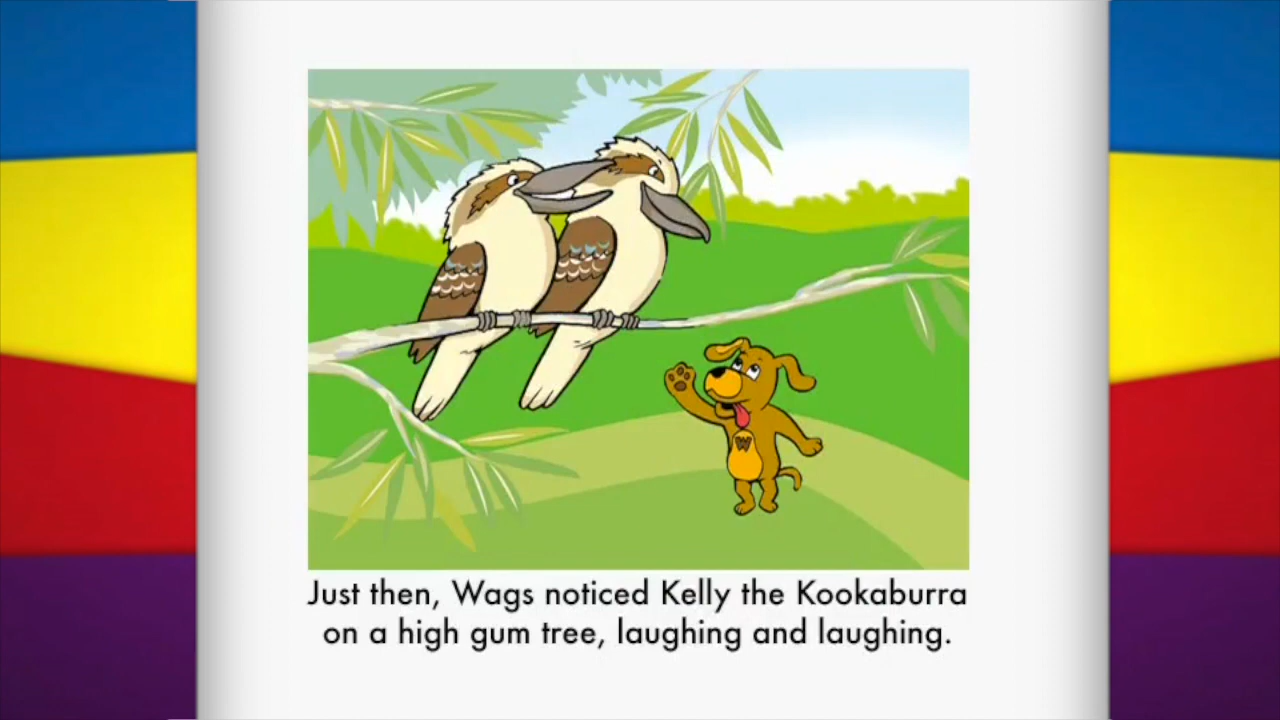 W
Just then, Wags noticed Kelly the Kookaburra
on a high gum tree, laughing and laughing.